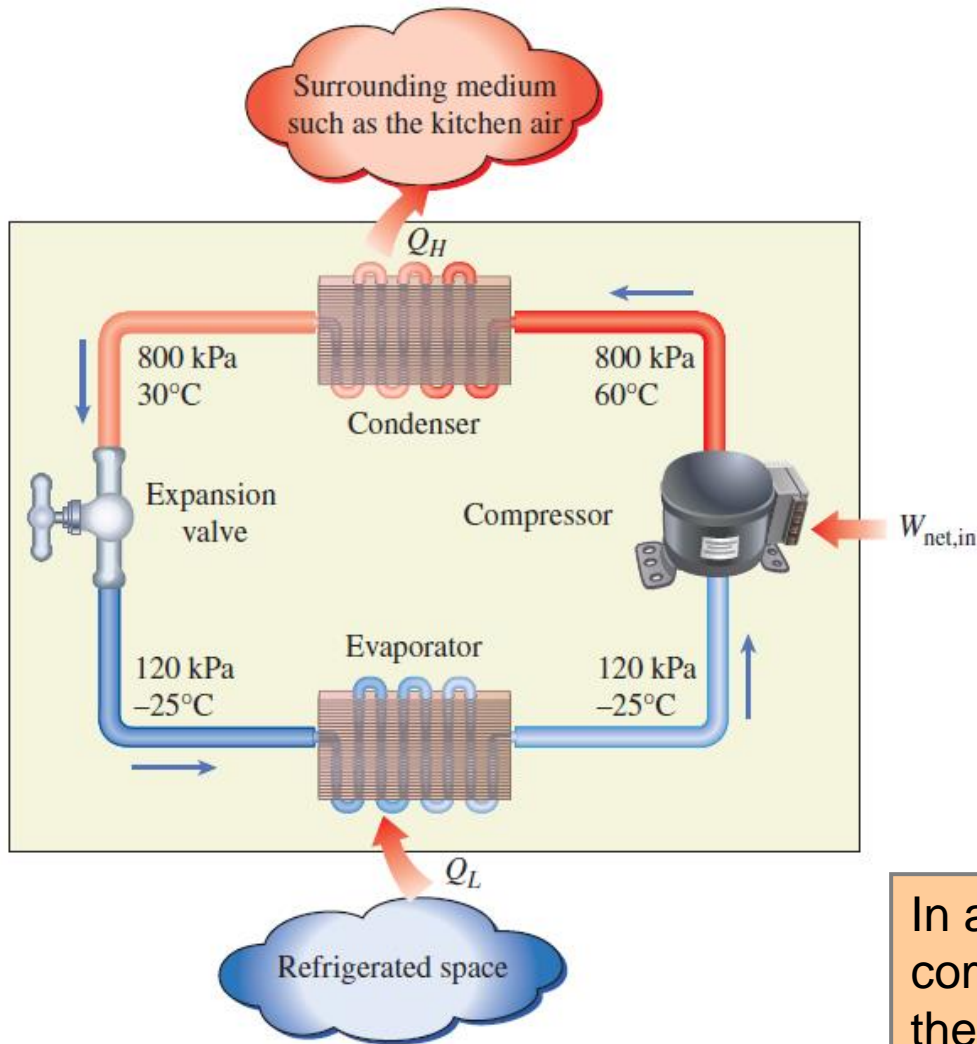 Surrounding medium
such as the kitchen air
Q_H
800 kPa
30°C
Condenser
800 kPa
60°C
Expansion
valve
Compressor
W_net,in
Evaporator
120 kPa
–25°C
120 kPa
–25°C
Q_L
Refrigerated space
In a
the